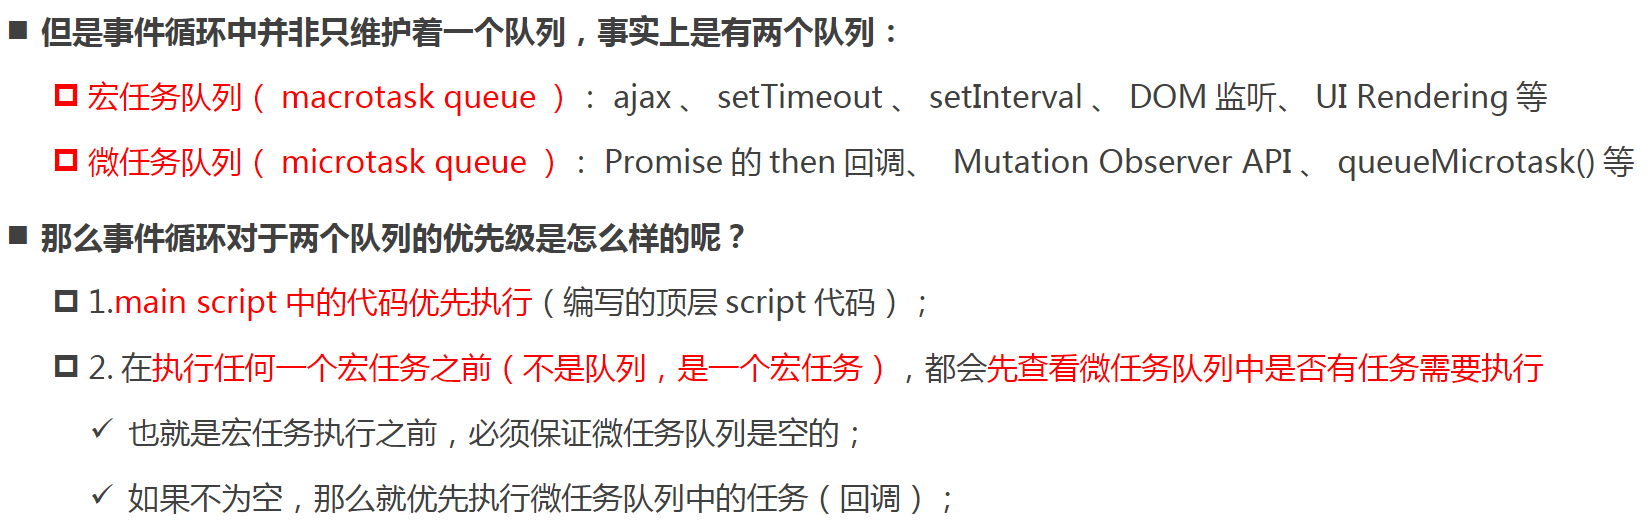 ■ 但是事件循环中并非只维护着一个队列，事实上是有两个队列：
宏任务队列（ macrotask queue ）：ajax 、 setTimeout 、 setInterval 、 DOM 监听、 UI Rendering 等
微任务队列（ microtask queue ）：Promise 的 then 回调、 Mutation Observer API 、 queueMicrotask() 等
■ 那么事件循环对于两个队列的优先级是怎么样的呢？
1.main script 中的代码优先执行（编写的顶层 script 代码）；
2. 在执行任何一个宏任务之前（不是队列，是一个宏任务），都会先查看微任务队列中是否有任务需要执行
✓ 也就是宏任务执行之前，必须保证微任务队列是空的；
✓ 如果不为空，那么就优先执行微任务队列中的任务（回调）；